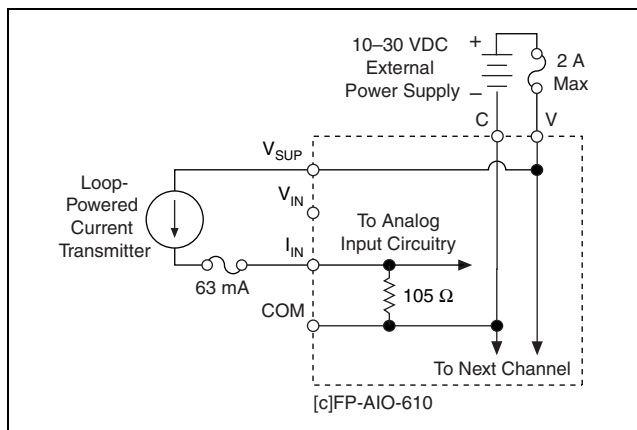 10–30 VDC
External
Power Supply
+
–
2 A
Max
C
V
V_SUP
Loop-
Powered
Current
Transmitter
V_IN
To Analog
Input Circuitry
I_IN
63 mA
105 Ω
COM
To Next Channel
[c]FP-AIO-610